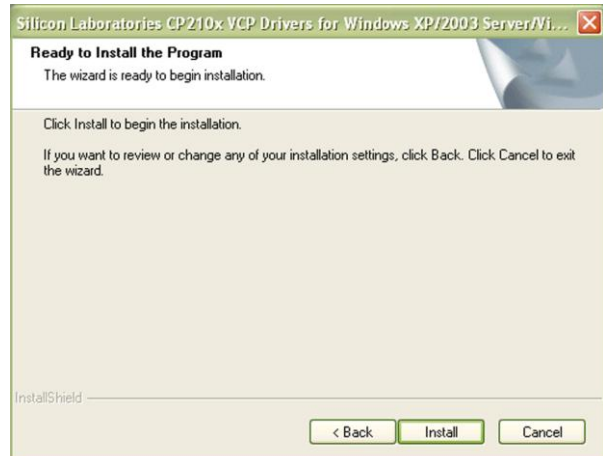 Silicon Laboratories CP210x VCP Drivers for Windows XP/2003 Server/Vi...
Ready to Install the Program
The wizard is ready to begin installation.
Click Install to begin the installation.
If you want to review or change any of your installation settings, click Back. Click Cancel to exit
the wizard.
InstallShield
< Back
Install
Cancel